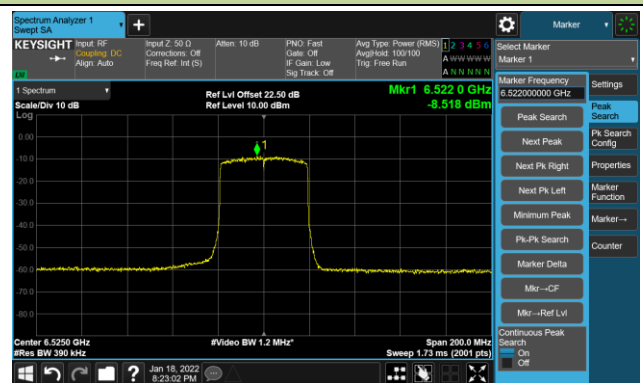 Spectrum Analyzer 1
Swept SA
+
Marker
KEYSIGHT
Input: RF
Coupling: DC
Align: Auto
Input Z: 50 Ω
Corrections: Off
Freq Ref: Int (S)
Atten: 10 dB
PNO: Fast
Gate: Off
IF Gain: Low
Sig Track: Off
Avg Type: Power (RMS)
Avg|Hold: 100/100
Trig: Free Run
1 2 3 4 5 6
A W W W W W
A N N N N N
LW
Select Marker
Marker 1
1 Spectrum
Scale/Div 10 dB
Log
Ref Lvl Offset 22.50 dB
Ref Level 10.00 dBm
Mkr1 6.522 0 GHz
-8.518 dBm
1
0.00
-10.0
-20.0
-30.0
-40.0
-50.0
-60.0
-70.0
-80.0
Center 6.5250 GHz
#Res BW 390 kHz
#Video BW 1.2 MHz*
Span 200.0 MHz
Sweep 1.73 ms (2001 pts)
Marker Frequency
6.522000000 GHz
Peak Search
Next Peak
Next Pk Right
Next Pk Left
Minimum Peak
Pk-Pk Search
Marker Delta
Mkr→CF
Mkr→Ref Lvl
Continuous Peak
Search
On
Off
Settings
Peak
Search
Pk Search
Config
Properties
Marker
Function
Marker→
Counter
?
Jan 18, 2022
8:23:02 PM